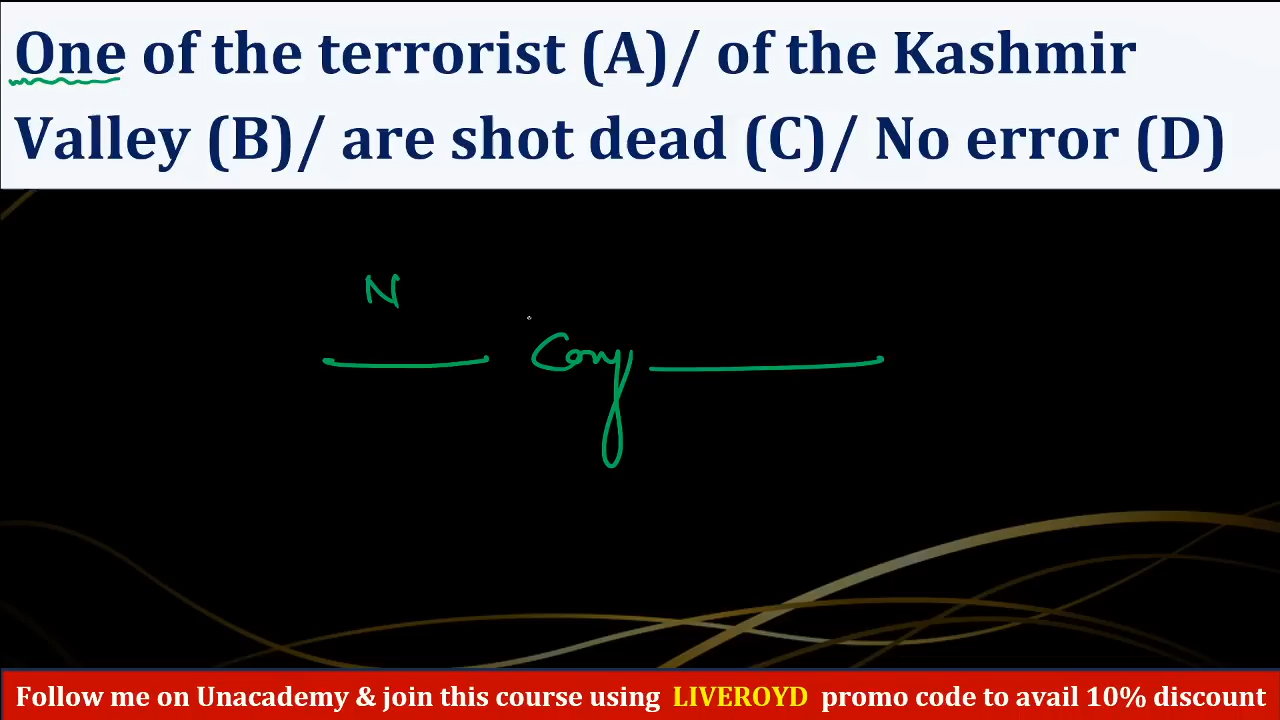 One of the terrorist (A)/ of the Kashmir
Valley (B)/ are shot dead (C)/ No error (D)
N
Conj
Follow me on Unacademy & join this course using LIVEROYD promo code to avail 10% discount